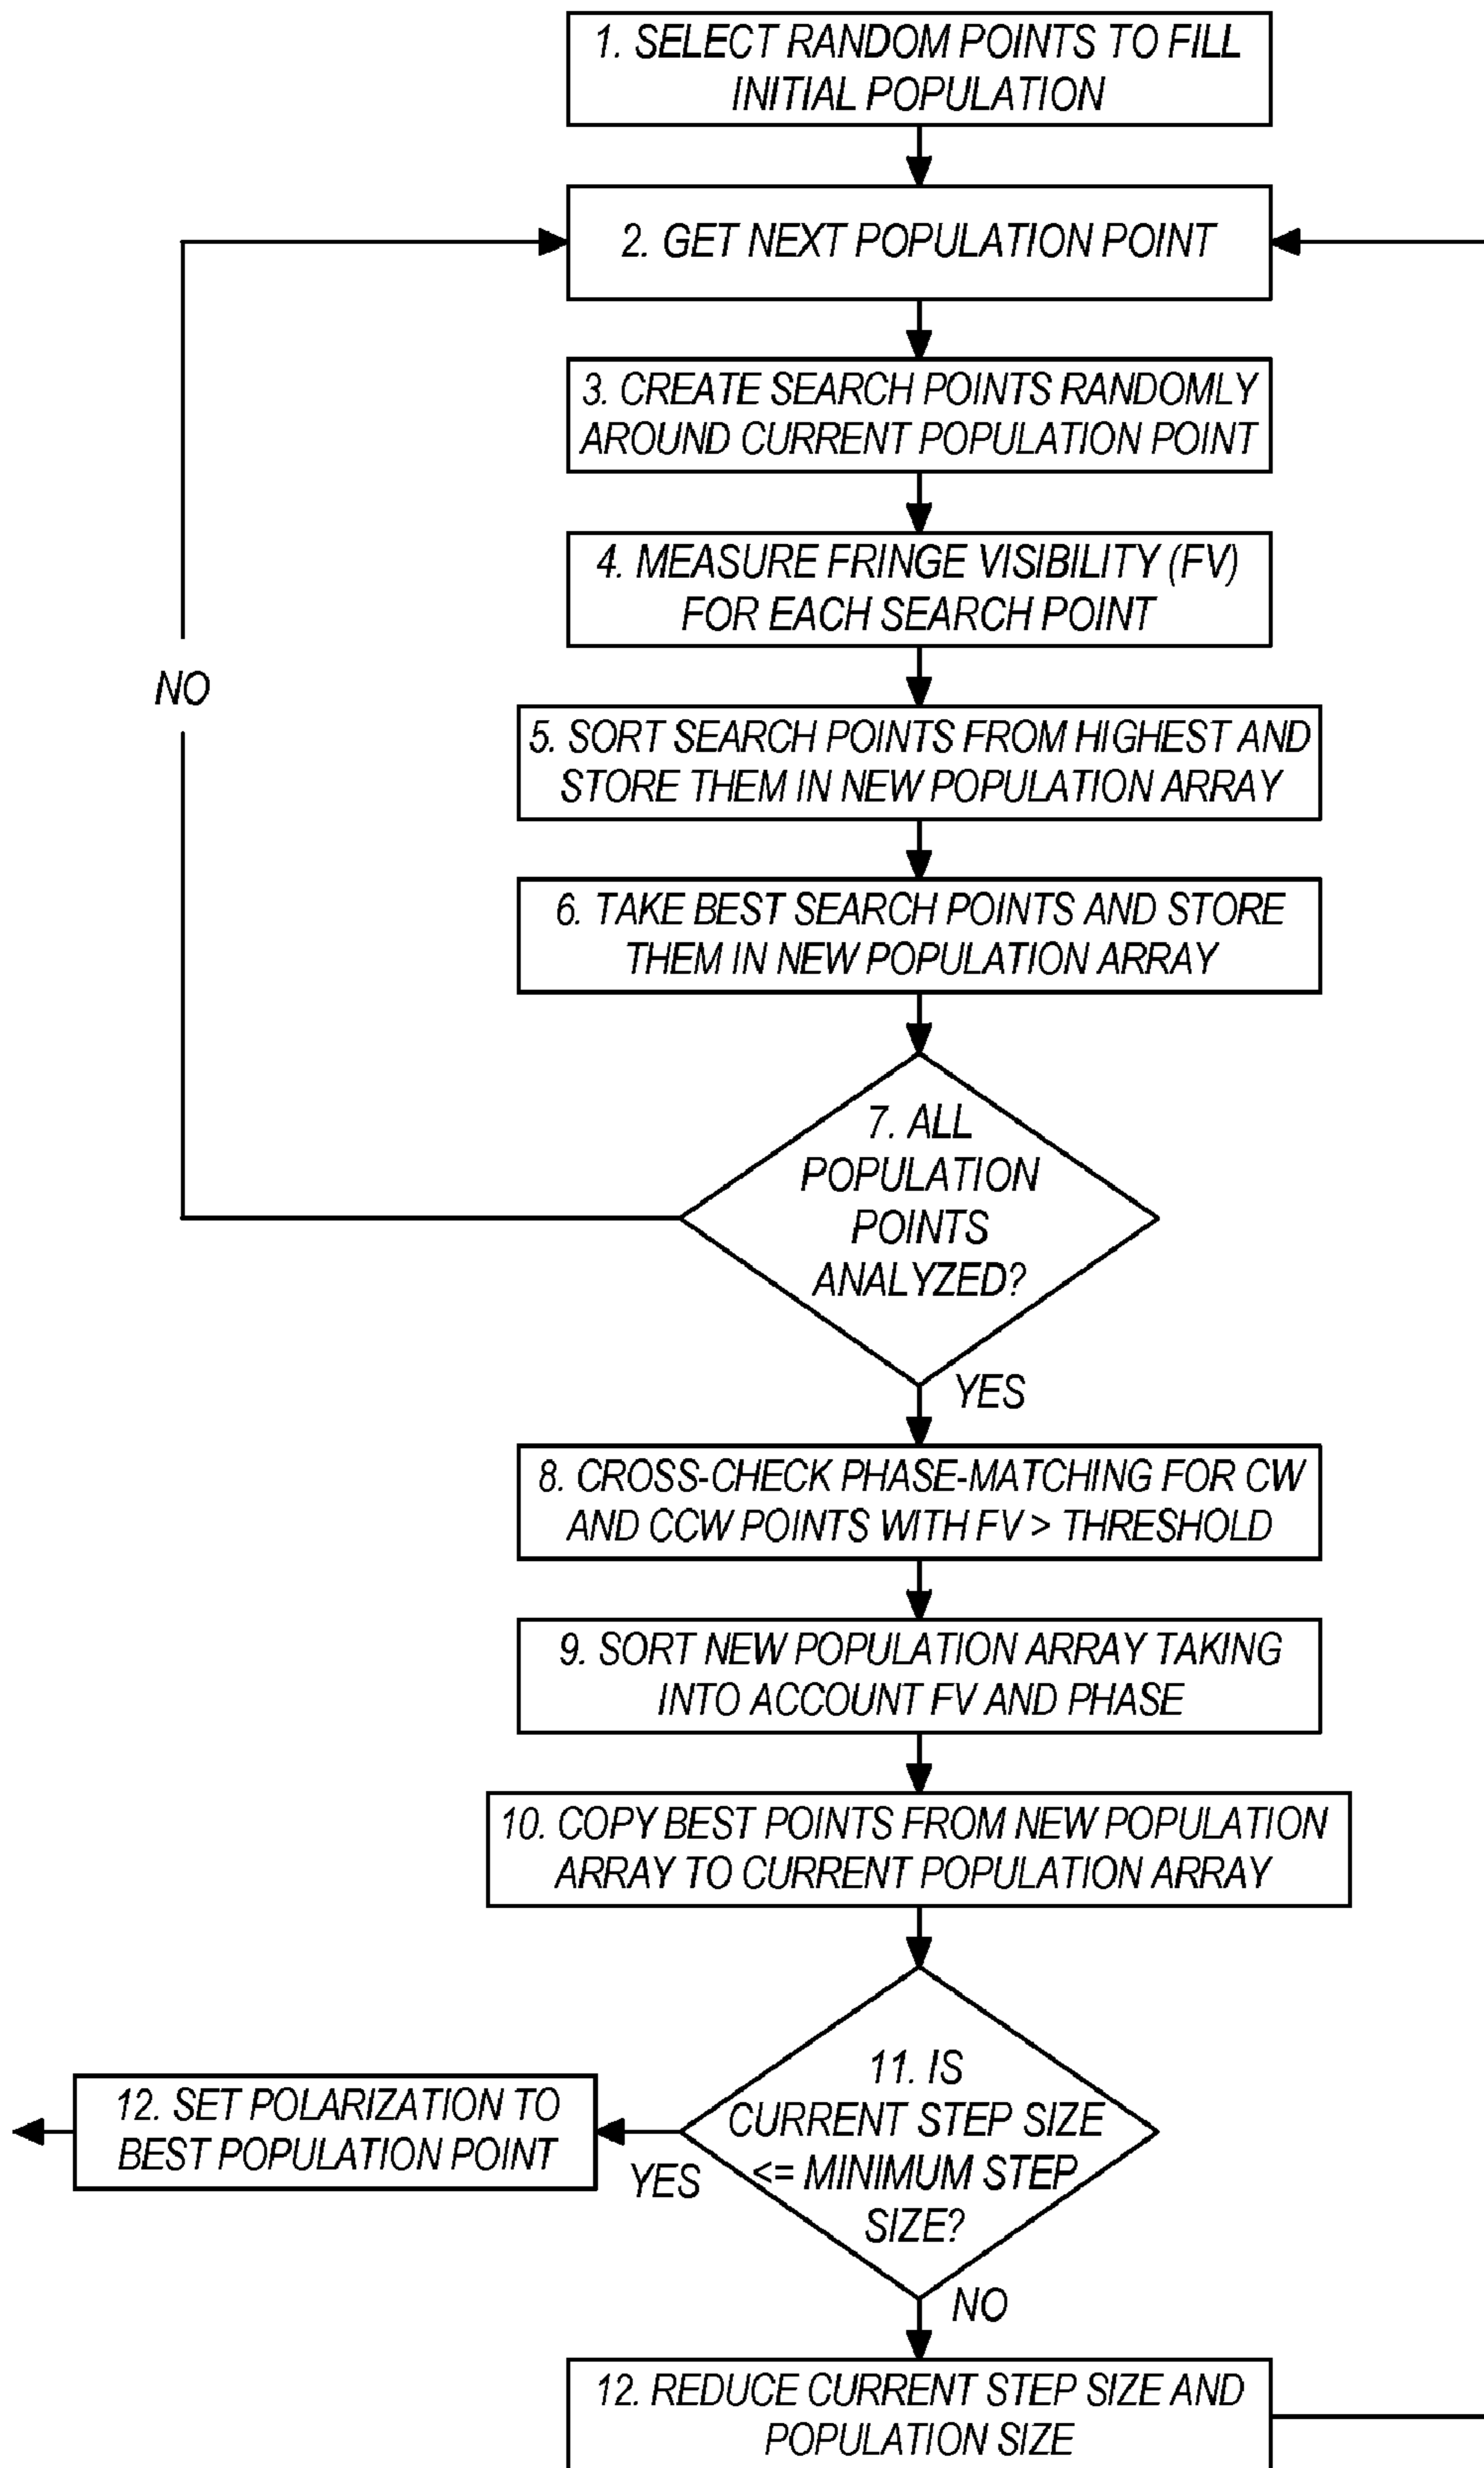 1. SELECT RANDOM POINTS TO FILL
INITIAL POPULATION
2. GET NEXT POPULATION POINT
3. CREATE SEARCH POINTS RANDOMLY
AROUND CURRENT POPULATION POINT
4. MEASURE FRINGE VISIBILITY (FV)
FOR EACH SEARCH POINT
NO
5. SORT SEARCH POINTS FROM HIGHEST AND
STORE THEM IN NEW POPULATION ARRAY
6. TAKE BEST SEARCH POINTS AND STORE
THEM IN NEW POPULATION ARRAY
7. ALL
POPULATION
POINTS
ANALYZED?
YES
8. CROSS-CHECK PHASE-MATCHING FOR CW
AND CCW POINTS WITH FV > THRESHOLD
9. SORT NEW POPULATION ARRAY TAKING
INTO ACCOUNT FV AND PHASE
10. COPY BEST POINTS FROM NEW POPULATION
ARRAY TO CURRENT POPULATION ARRAY
11. IS
CURRENT STEP SIZE
<= MINIMUM STEP
SIZE?
YES
12. SET POLARIZATION TO
BEST POPULATION POINT
NO
12. REDUCE CURRENT STEP SIZE AND
POPULATION SIZE